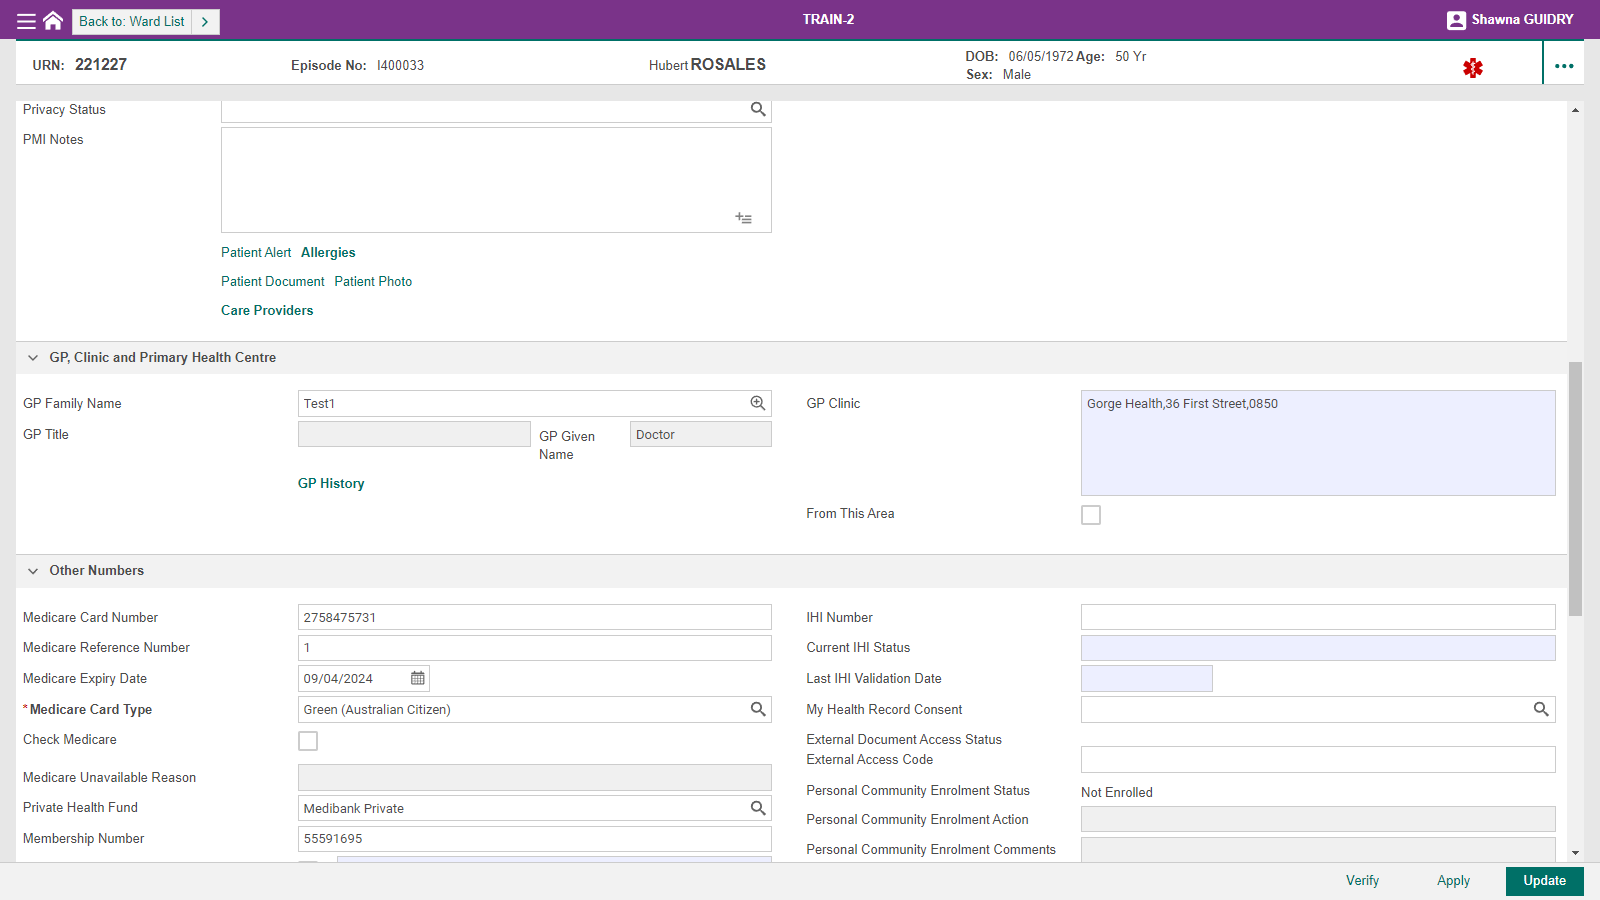 Back to: Ward List
TRAIN-2
Shawna GUIDRY
URN: 221227
Episode No: I400033
Hubert ROSALES
DOB: 06/05/1972 Age: 50 Yr
Sex: Male
Privacy Status
PMI Notes
Patient Alert Allergies
Patient Document Patient Photo
Care Providers
GP, Clinic and Primary Health Centre
GP Family Name Test1
GP Clinic Gorge Health,36 First Street,0850
GP Title
GP Given Name Doctor
GP History
From This Area
Other Numbers
Medicare Card Number 2758475731
IHI Number
Medicare Reference Number 1
Current IHI Status
Medicare Expiry Date 09/04/2024
Last IHI Validation Date
*Medicare Card Type Green (Australian Citizen)
My Health Record Consent
Check Medicare
External Document Access Status
External Access Code
Medicare Unavailable Reason
Personal Community Enrolment Status Not Enrolled
Private Health Fund Medibank Private
Personal Community Enrolment Action
Membership Number 55591695
Personal Community Enrolment Comments
Verify Apply Update